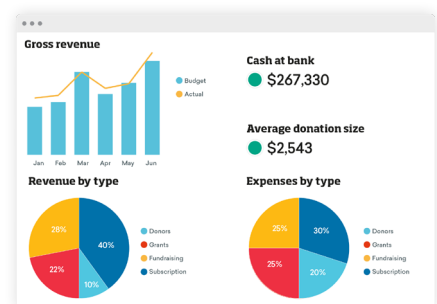 Gross revenue
Budget
Actual
Jan Feb Mar Apr May Jun
Cash at bank
$267,330
Average donation size
$2,543
Revenue by type
28%
40%
22%
10%
Donors
Grants
Fundraising
Subscription
Expenses by type
25%
30%
25%
20%
Donors
Grants
Fundraising
Subscription